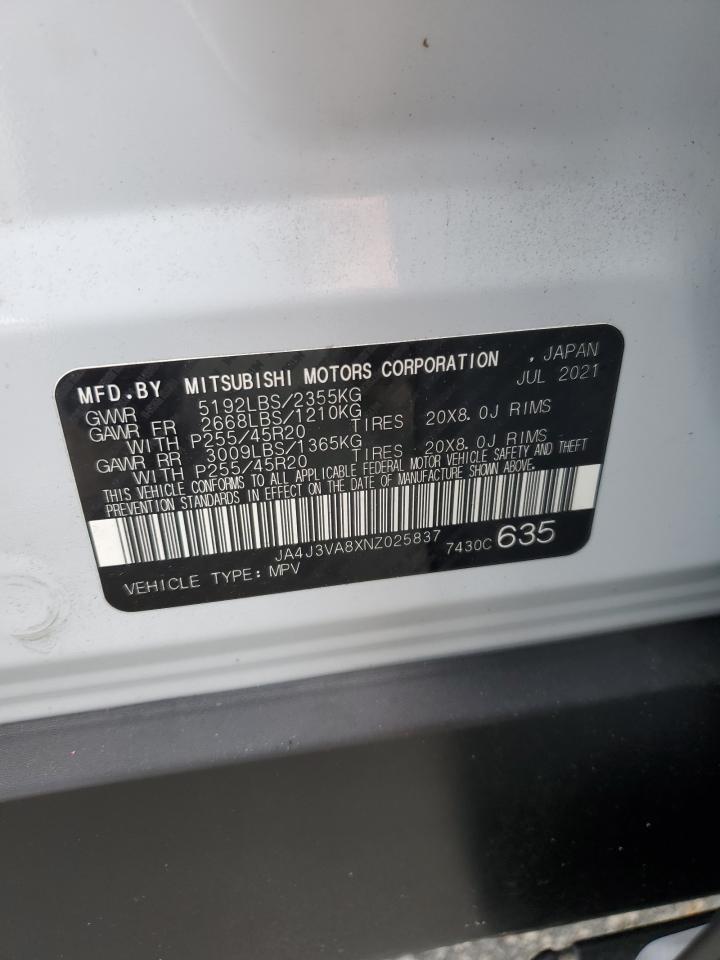 MFD.BY MITSUBISHI MOTORS CORPORATION , JAPAN
GVWR 5192LBS/2355KG JUL 2021
GAWR FR 2668LBS/1210KG
WITH P255/45R20 TIRES 20X8.0J RIMS
GAWR RR 3009LBS/1365KG
WITH P255/45R20 TIRES 20X8.0J RIMS
THIS VEHICLE CONFORMS TO ALL APPLICABLE FEDERAL MOTOR VEHICLE SAFETY AND THEFT
PREVENTION STANDARDS IN EFFECT ON THE DATE OF MANUFACTURE SHOWN ABOVE.
JA4J3VA8XNZ025837 7430C 635
VEHICLE TYPE: MPV